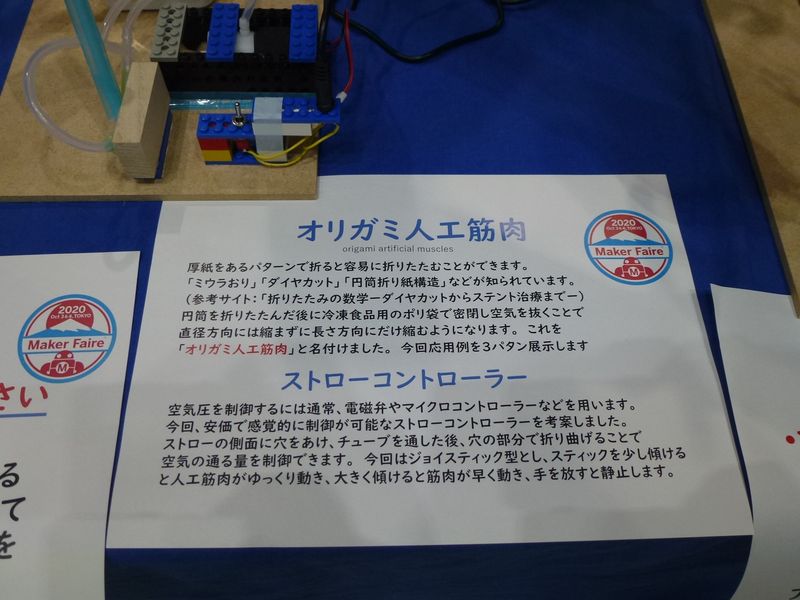 オリガミ人工筋肉
origami artificial muscles
厚紙をあるパターンで折ると容易に折りたたむことができます。
「ミウラおり」「ダイヤカット」「円筒折り紙構造」などが知られています。
(参考サイト:「折りたたみの数学ーダイヤカットからステント治療まで」)
円筒を折りたたんだ後に冷凍食品用のポリ袋で密閉し空気を抜くことで
直径方向には縮まずに長さ方向にだけ縮むようになります。これを
「オリガミ人工筋肉」と名付けました。今回応用例を3パタン展示します
ストローコントローラー
空気圧を制御するには通常、電磁弁やマイクロコントローラーなどを用います。
今回、安価で感覚的に制御が可能なストローコントローラーを考案しました。
ストローの側面に穴をあけ、チューブを通した後、穴の部分で折り曲げることで
空気の通る量を制御できます。今回はジョイスティック型とし、スティックを少し傾ける
と人工筋肉がゆっくり動き、大きく傾けると筋肉が早く動き、手を放すと静止します。
2020
Oct 3&4, TOKYO
Maker Faire
M
2020
Oct 3&4, TOKYO
Maker Faire
M
さい
る
て
を